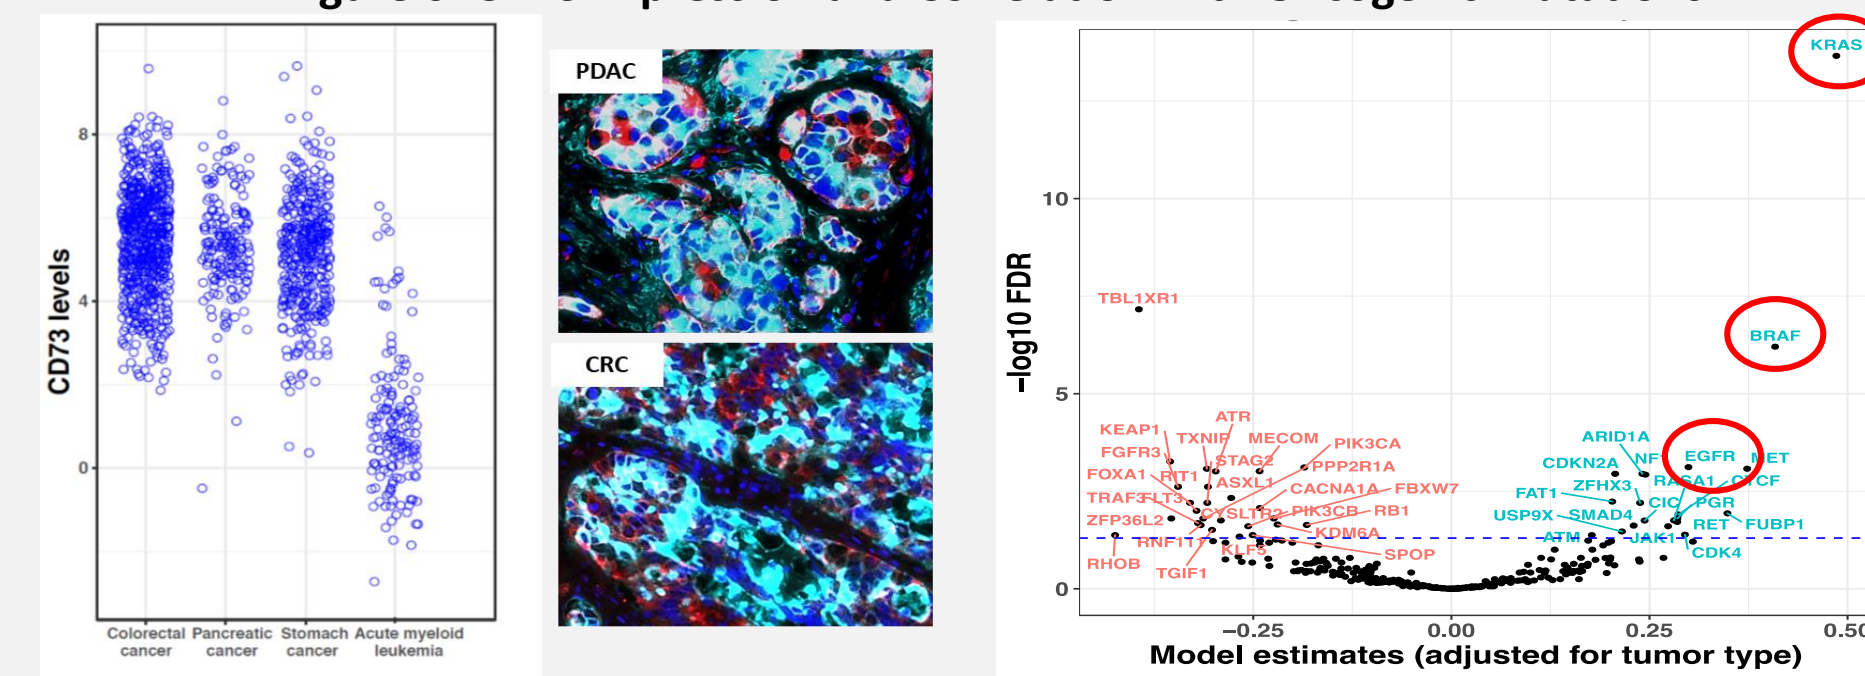 8
4
0
CD73 levels
Colorectal cancer
Pancreatic cancer
Stomach cancer
Acute myeloid leukemia
PDAC
CRC
−log10 FDR
10
5
0
−0.25
0.00
0.25
Model estimates (adjusted for tumor type)
KRAS
BRAF
EGFR
TBL1XR1
ATR
KEAP1
TXNIP
MECOM
PIK3CA
FGFR3
STAG2
PPP2R1A
FOXA1
RIT1
ASXL1
CACNA1A
FBXW7
TRAF3
FLT3
CYSLTR2
PIK3CB
RB1
ZFP36L2
KDM6A
RNF111
KLF5
SPOP
RHOB
TGIF1
ARID1A
CDKN2A
MET
ZFHX3
RASA1
CTCF
FAT1
CIC
PGR
USP9X
SMAD4
RET
FUBP1
ATM
JAK1
CDK4